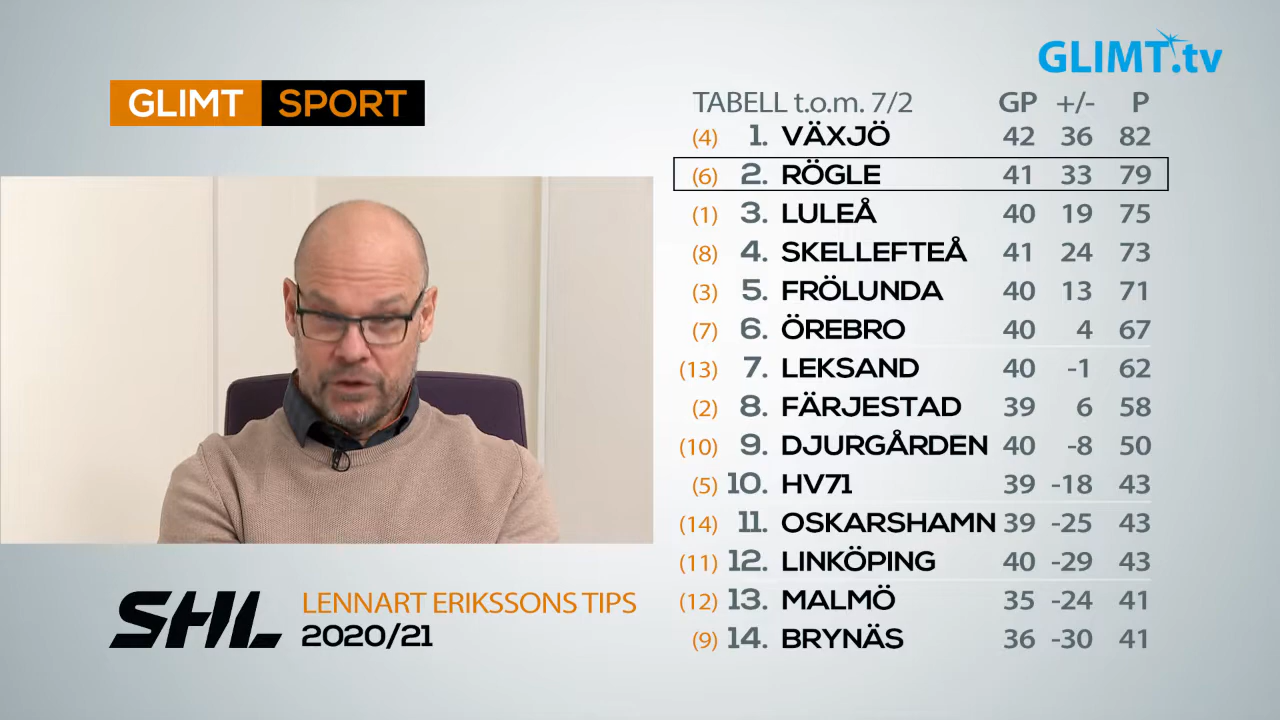 GLIMT.tv
GLIMT SPORT
TABELL t.o.m. 7/2 GP +/- P
(4) 1. VÄXJÖ 42 36 82
(6) 2. RÖGLE 41 33 79
(1) 3. LULEÅ 40 19 75
(8) 4. SKELLEFTEÅ 41 24 73
(3) 5. FRÖLUNDA 40 13 71
(7) 6. ÖREBRO 40 4 67
(13) 7. LEKSAND 40 -1 62
(2) 8. FÄRJESTAD 39 6 58
(10) 9. DJURGÅRDEN 40 -8 50
(5) 10. HV71 39 -18 43
(14) 11. OSKARSHAMN 39 -25 43
(11) 12. LINKÖPING 40 -29 43
(12) 13. MALMÖ 35 -24 41
(9) 14. BRYNÄS 36 -30 41
SHL
LENNART ERIKSSONS TIPS
2020/21